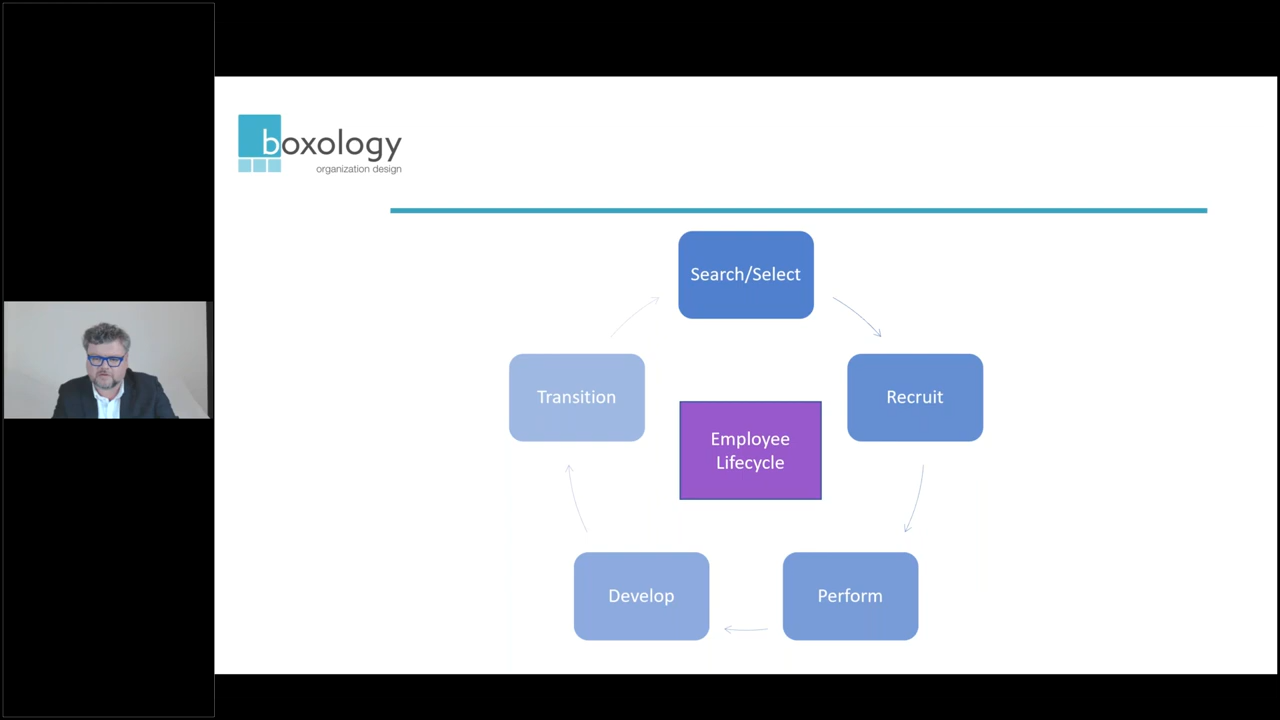 boxology
organization design
Search/Select
Transition
Recruit
Employee
Lifecycle
Develop
Perform